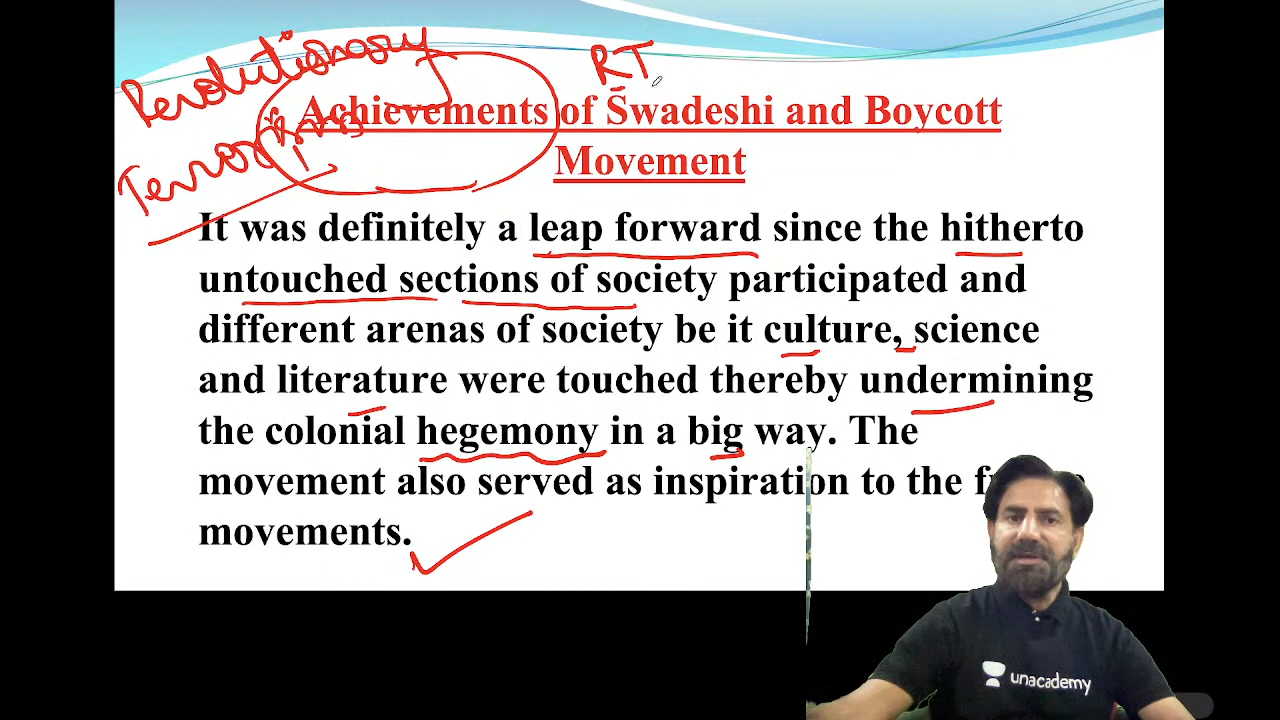 Revolutionary
RT
Achievements of Swadeshi and Boycott
Terrorism
Movement
It was definitely a leap forward since the hitherto
untouched sections of society participated and
different arenas of society be it culture, science
and literature were touched thereby undermining
the colonial hegemony in a big way. The
movement also served as inspiration to the
movements.
unacademy